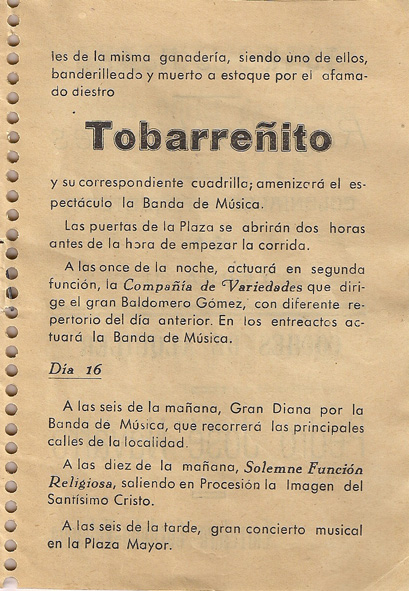 les de la misma ganadería, siendo uno de ellos,
banderilleado y muerto a estoque por el afama-
do diestro
Tobarreñito
y su correspondiente cuadrilla; amenizará el es-
pectáculo la Banda de Música.
Las puertas de la Plaza se abrirán dos horas
antes de la hora de empezar la corrida.
A las once de la noche, actuará en segunda
función, la Compañía de Variedades que diri-
ge el gran Baldomero Gómez, con diferente re-
pertorio del día anterior. En los entreactos ac-
tuará la Banda de Música.
Día 16
A las seis de la mañana, Gran Diana por la
Banda de Música, que recorrerá las principales
calles de la localidad.
A las diez de la mañana, Solemne Función
Religiosa, saliendo en Procesión la Imagen del
Santísimo Cristo.
A las seis de la tarde, gran concierto musical
en la Plaza Mayor.